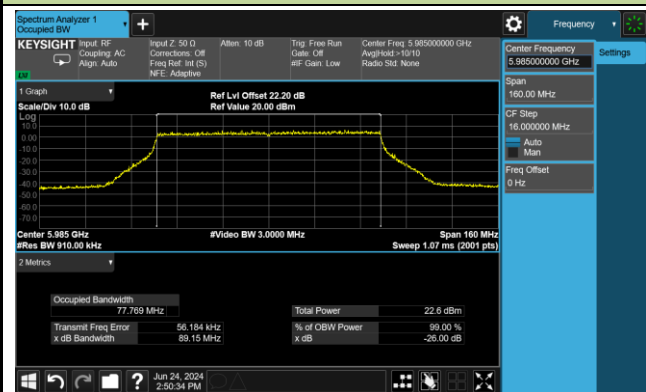 Spectrum Analyzer 1
Occupied BW
Frequency
KEYSIGHT
Input: RF
Coupling: AC
Align: Auto
Input Z: 50 Ω
Corrections: Off
Freq Ref: Int (S)
NFE: Adaptive
Atten: 10 dB
Trig: Free Run
Gate: Off
#IF Gain: Low
Center Freq: 5.985000000 GHz
Avg|Hold:>10/10
Radio Std: None
Center Frequency
5.985000000 GHz
Settings
Span
160.00 MHz
CF Step
16.000000 MHz
Auto
Man
Freq Offset
0 Hz
1 Graph
Scale/Div 10.0 dB
Ref Lvl Offset 22.20 dB
Ref Value 20.00 dBm
Log
10.0
0.00
-10.0
-20.0
-30.0
-40.0
-50.0
-60.0
-70.0
Center 5.985 GHz
#Res BW 910.00 kHz
#Video BW 3.0000 MHz
Span 160 MHz
Sweep 1.07 ms (2001 pts)
2 Metrics
Occupied Bandwidth
77.769 MHz
Total Power 22.6 dBm
Transmit Freq Error 56.184 kHz % of OBW Power 99.00 %
x dB Bandwidth 89.15 MHz x dB -26.00 dB
Jun 24, 2024
2:50:34 PM